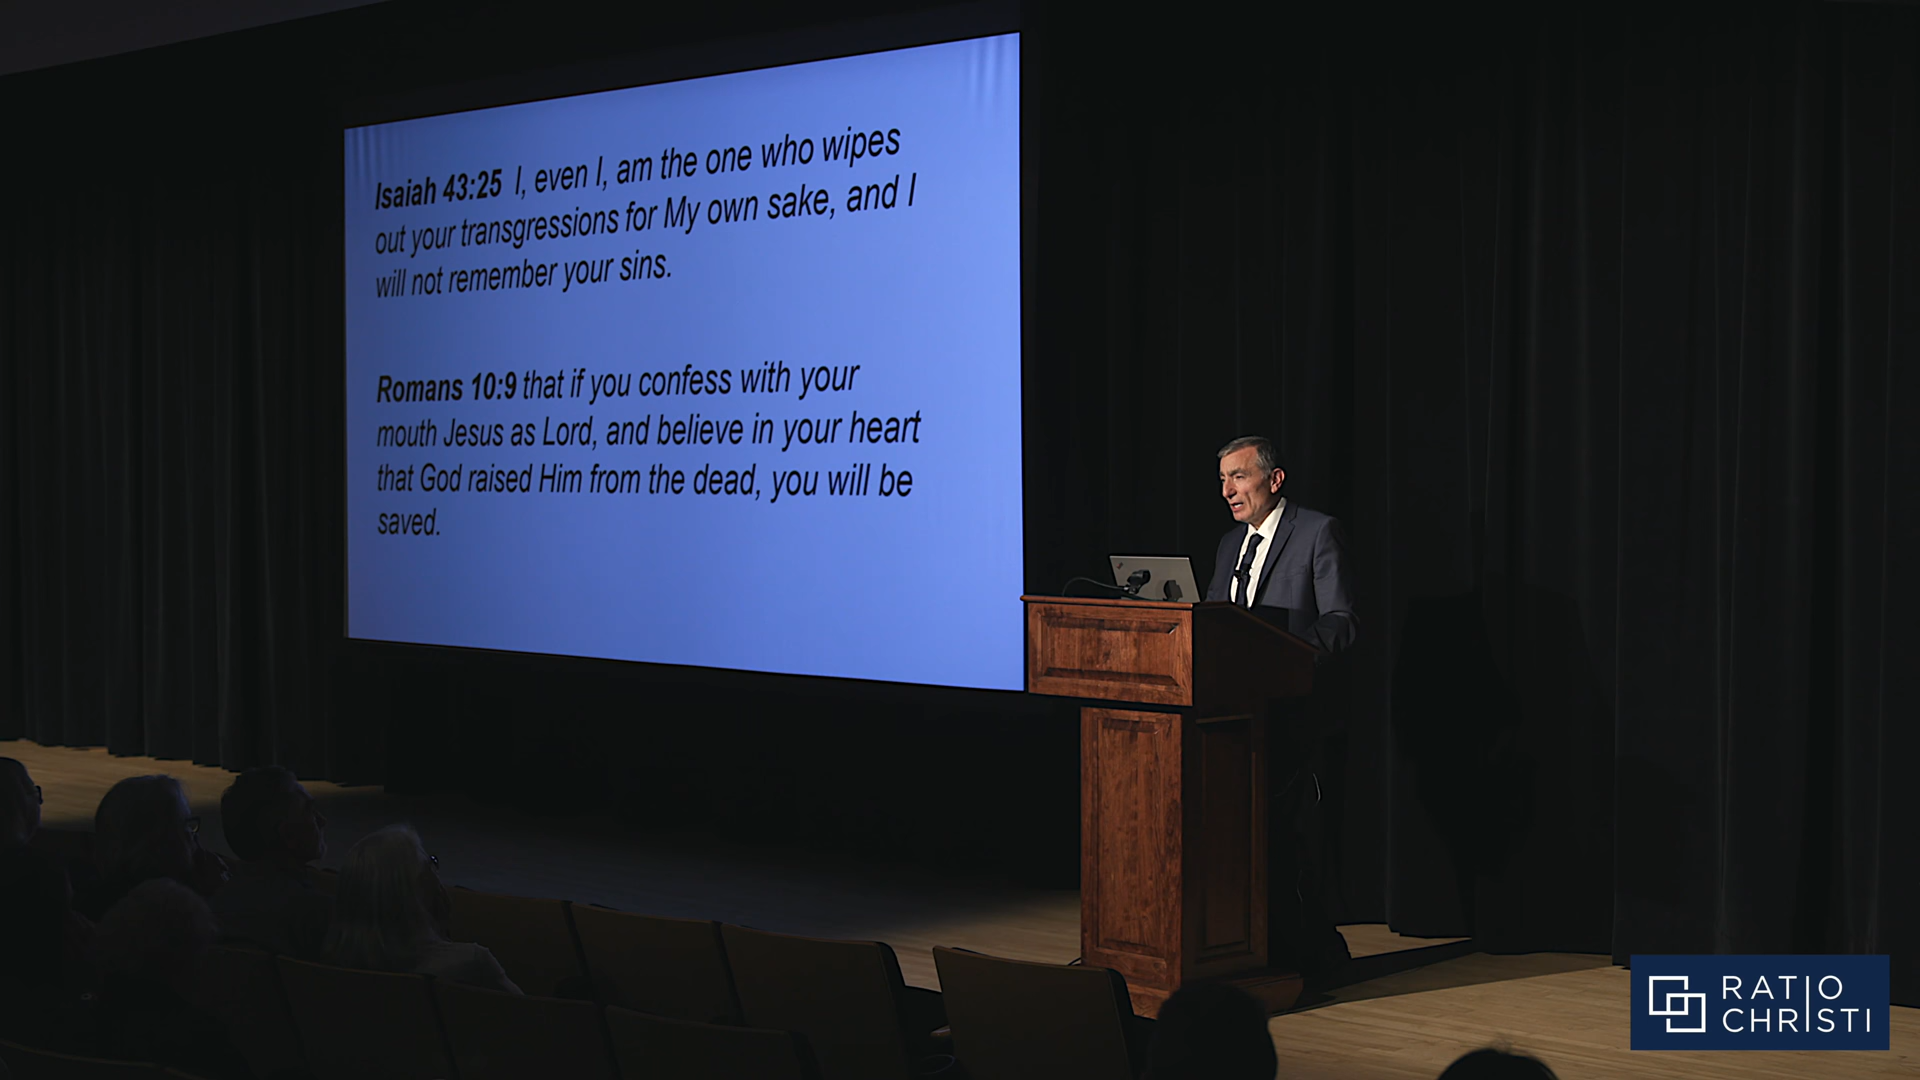 Isaiah 43:25 I, even I, am the one who wipes
out your transgressions for My own sake, and I
will not remember your sins.
Romans 10:9 that if you confess with your
mouth Jesus as Lord, and believe in your heart
that God raised Him from the dead, you will be
saved.
RATIO
CHRISTI